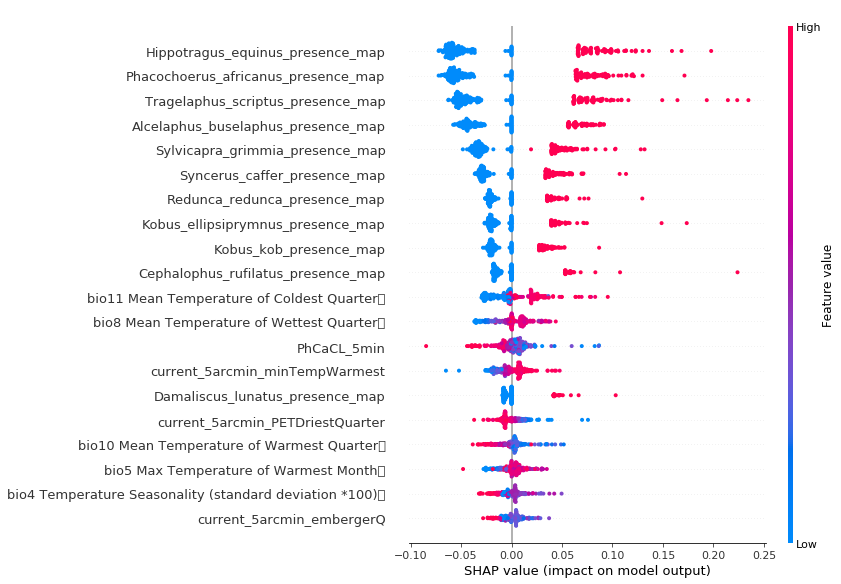 Hippotragus_equinus_presence_map
Phacochoerus_africanus_presence_map
Tragelaphus_scriptus_presence_map
Alcelaphus_buselaphus_presence_map
Sylvicapra_grimmia_presence_map
Syncerus_caffer_presence_map
Redunca_redunca_presence_map
Kobus_ellipsiprymnus_presence_map
Kobus_kob_presence_map
Cephalophus_rufilatus_presence_map
bio11 Mean Temperature of Coldest Quarter
bio8 Mean Temperature of Wettest Quarter
PhCaCL_5min
current_5arcmin_minTempWarmest
Damaliscus_lunatus_presence_map
current_5arcmin_PETDriestQuarter
bio10 Mean Temperature of Warmest Quarter
bio5 Max Temperature of Warmest Month
bio4 Temperature Seasonality (standard deviation *100)
current_5arcmin_embergerQ
−0.10 −0.05 0.00 0.05 0.10 0.15 0.20 0.25
SHAP value (impact on model output)
High
Feature value
Low